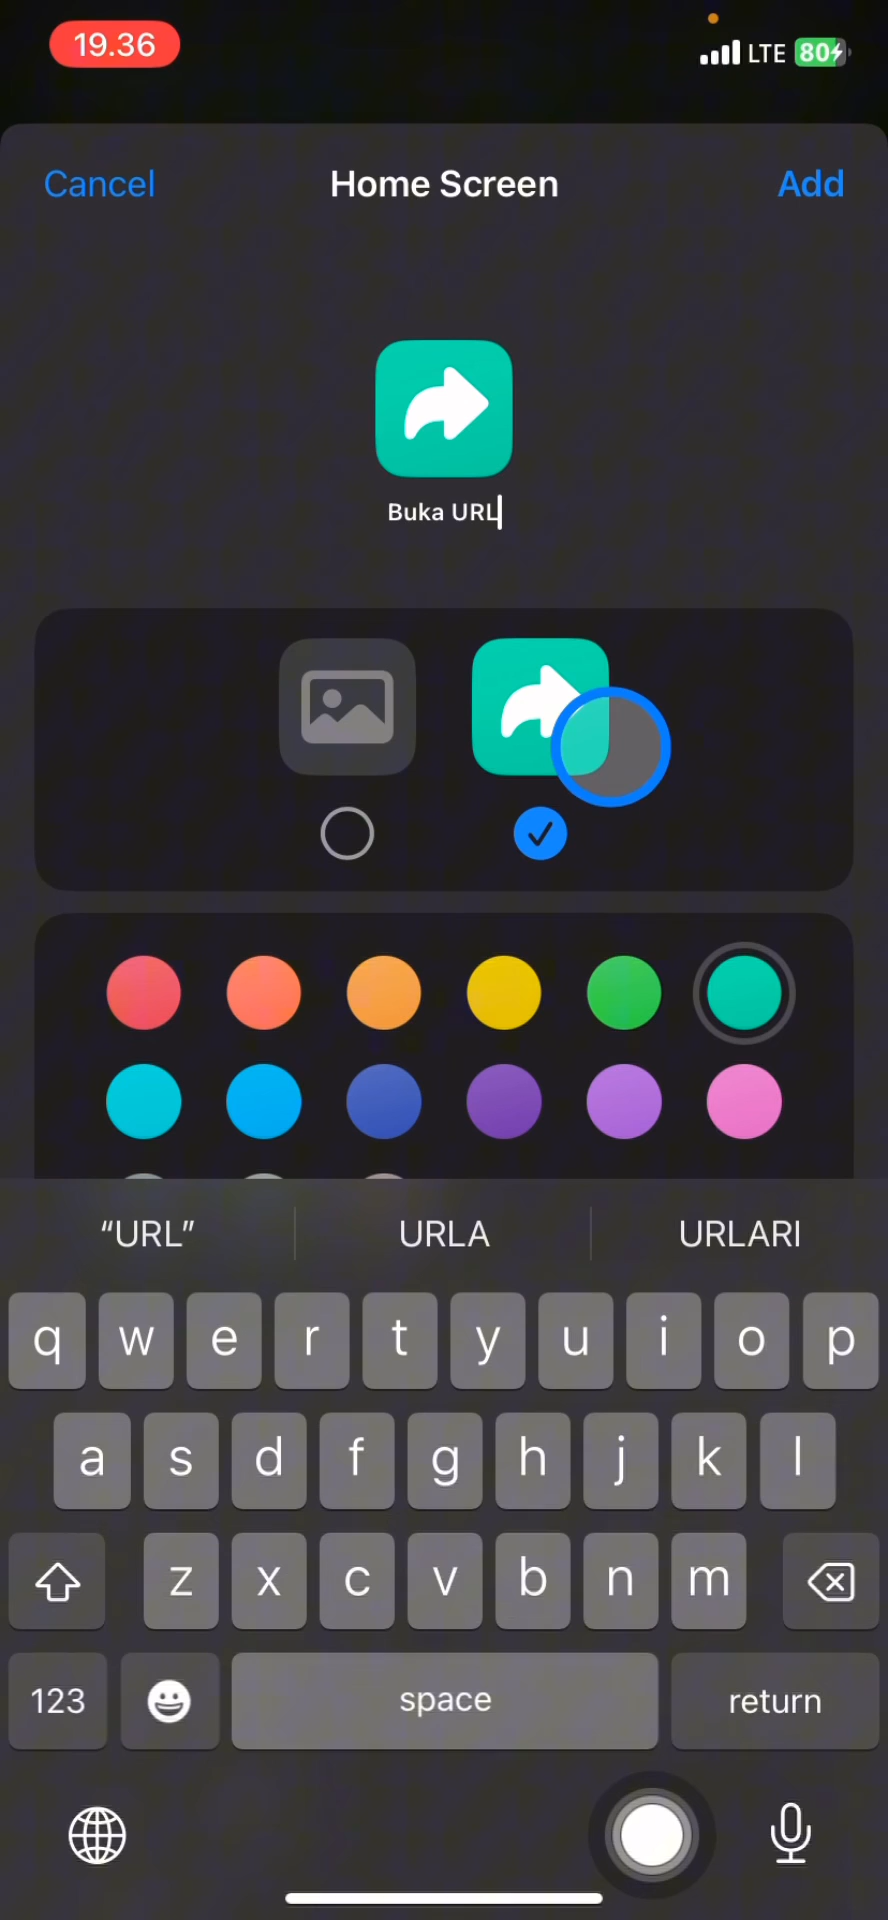 19.36
LTE 80
Cancel Home Screen Add
Buka URL
“URL” URLA URLARI
q w e r t y u i o p
a s d f g h j k l
z x c v b n m
123 space return